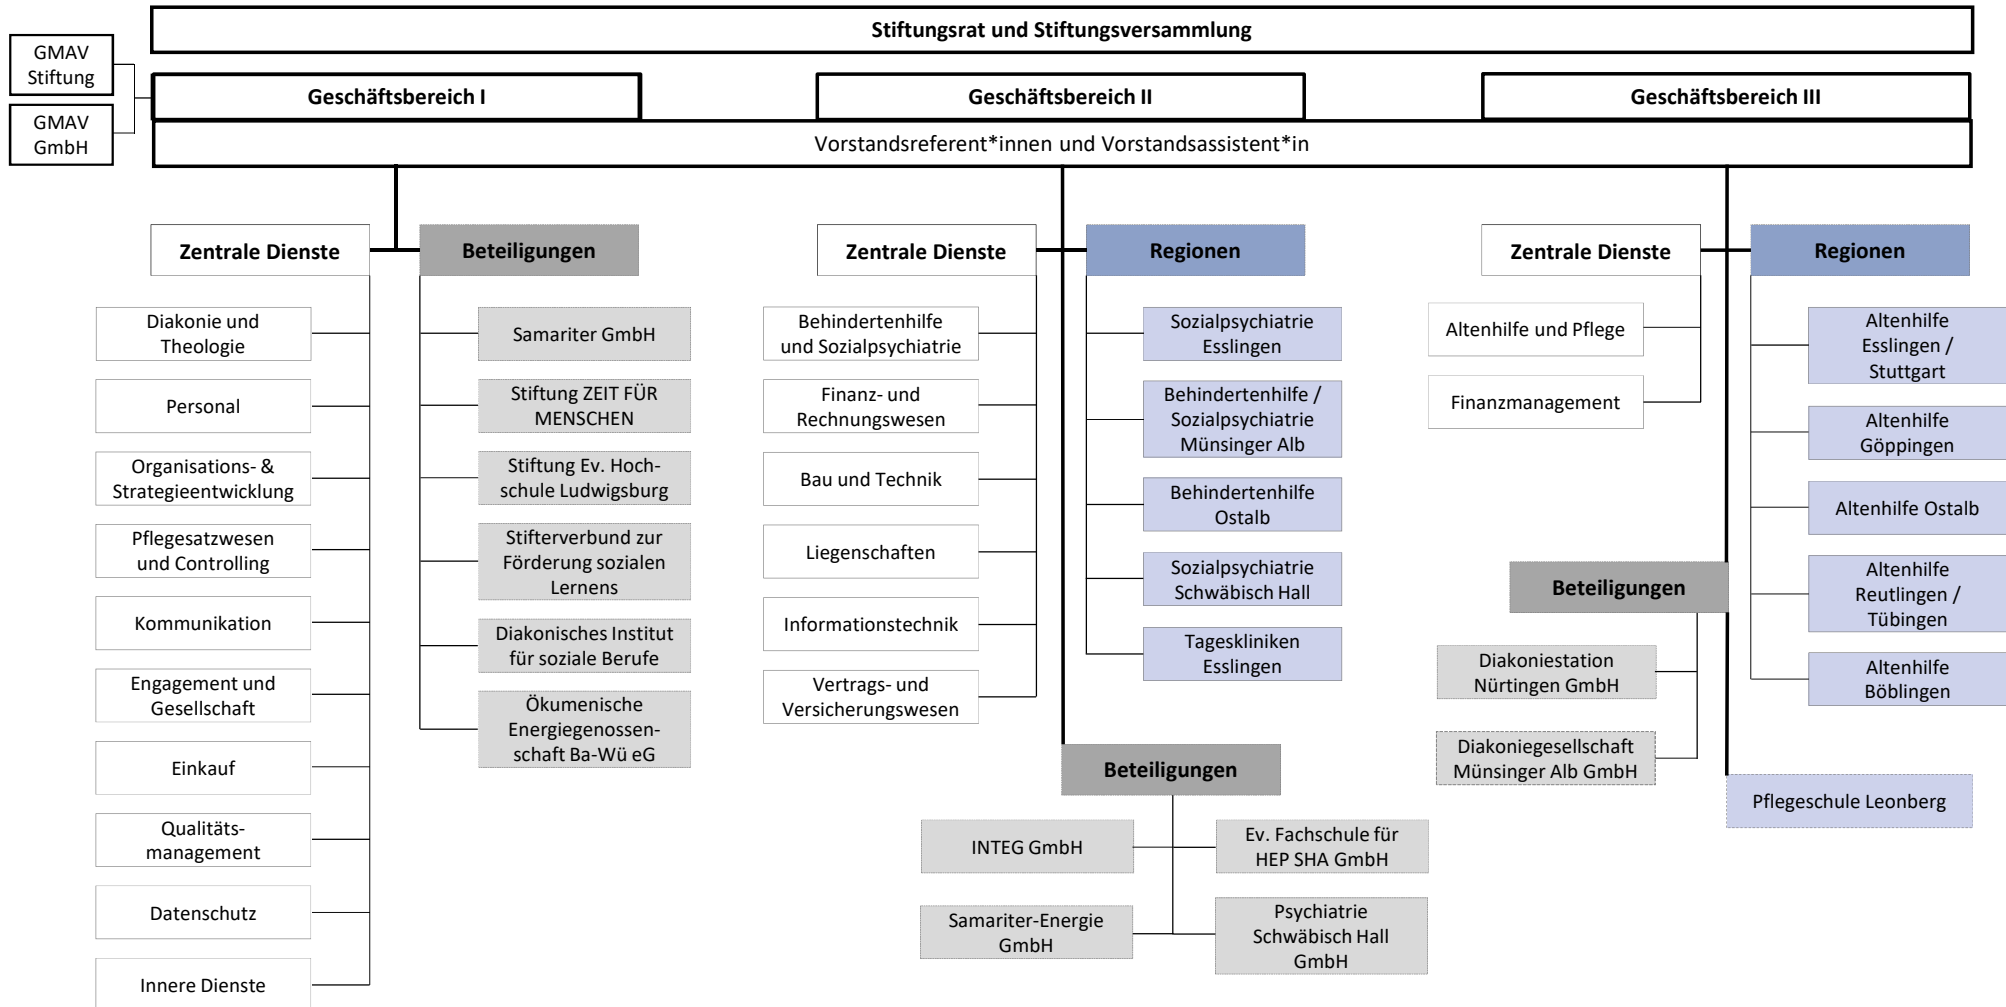 Stiftungsrat und Stiftungsversammlung
GMAV
Stiftung
GMAV
GmbH
Geschäftsbereich I
Geschäftsbereich II
Geschäftsbereich III
Vorstandsreferent*innen und Vorstandsassistent*in
Zentrale Dienste
Diakonie und
Theologie
Personal
Organisations- &
Strategieentwicklung
Pflegesatzwesen
und Controlling
Kommunikation
Engagement und
Gesellschaft
Einkauf
Qualitäts-
management
Datenschutz
Innere Dienste
Beteiligungen
Samariter GmbH
Stiftung ZEIT FÜR
MENSCHEN
Stiftung Ev. Hoch-
schule Ludwigsburg
Stifterverbund zur
Förderung sozialen
Lernens
Diakonisches Institut
für soziale Berufe
Ökumenische
Energiegenossen-
schaft Ba-Wü eG
Zentrale Dienste
Behindertenhilfe
und Sozialpsychiatrie
Finanz- und
Rechnungswesen
Bau und Technik
Liegenschaften
Informationstechnik
Vertrags- und
Versicherungswesen
Regionen
Sozialpsychiatrie
Esslingen
Behindertenhilfe /
Sozialpsychiatrie
Münsinger Alb
Behindertenhilfe
Ostalb
Sozialpsychiatrie
Schwäbisch Hall
Tageskliniken
Esslingen
Beteiligungen
INTEG GmbH
Ev. Fachschule für
HEP SHA GmbH
Samariter-Energie
GmbH
Psychiatrie
Schwäbisch Hall
GmbH
Zentrale Dienste
Altenhilfe und Pflege
Finanzmanagement
Regionen
Altenhilfe
Esslingen /
Stuttgart
Altenhilfe
Göppingen
Altenhilfe Ostalb
Altenhilfe
Reutlingen /
Tübingen
Altenhilfe
Böblingen
Beteiligungen
Diakoniestation
Nürtingen GmbH
Diakoniegesellschaft
Münsinger Alb GmbH
Pflegeschule Leonberg